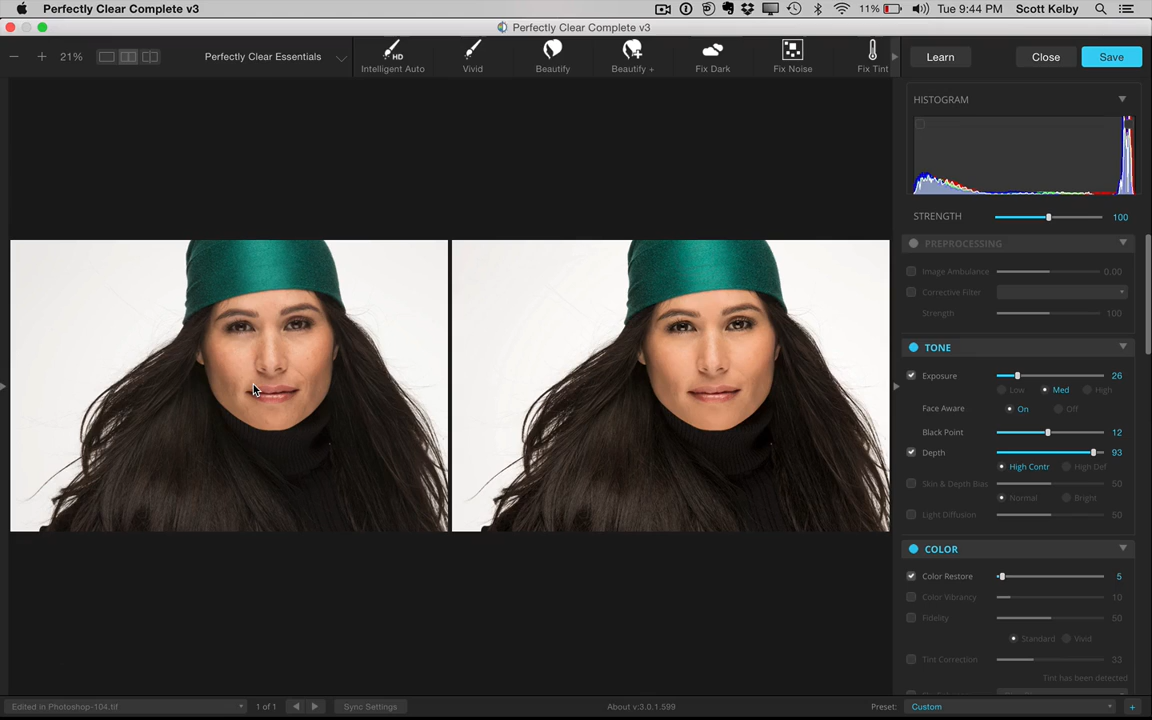 Perfectly Clear Complete v3
11%
Tue 9:44 PM
Scott Kelby
Perfectly Clear Complete v3
21%
Perfectly Clear Essentials
HD
Intelligent Auto
Vivid
Beautify
Beautify +
Fix Dark
Fix Noise
Fix Tint
Learn
Close
Save
HISTOGRAM
STRENGTH 100
PREPROCESSING
Image Ambulance 0.00
Corrective Filter
Strength 100
TONE
Exposure 26
Low Med High
Face Aware On Off
Black Point 12
Depth 93
High Contr High Def
Skin & Depth Bias 50
Normal Bright
Light Diffusion 50
COLOR
Color Restore 5
Color Vibrancy 10
Fidelity 50
Standard Vivid
Tint Correction 33
Tint has been detected
Edited in Photoshop-104.tif
1 of 1
Sync Settings
About v:3.0.1.599
Preset: Custom
+